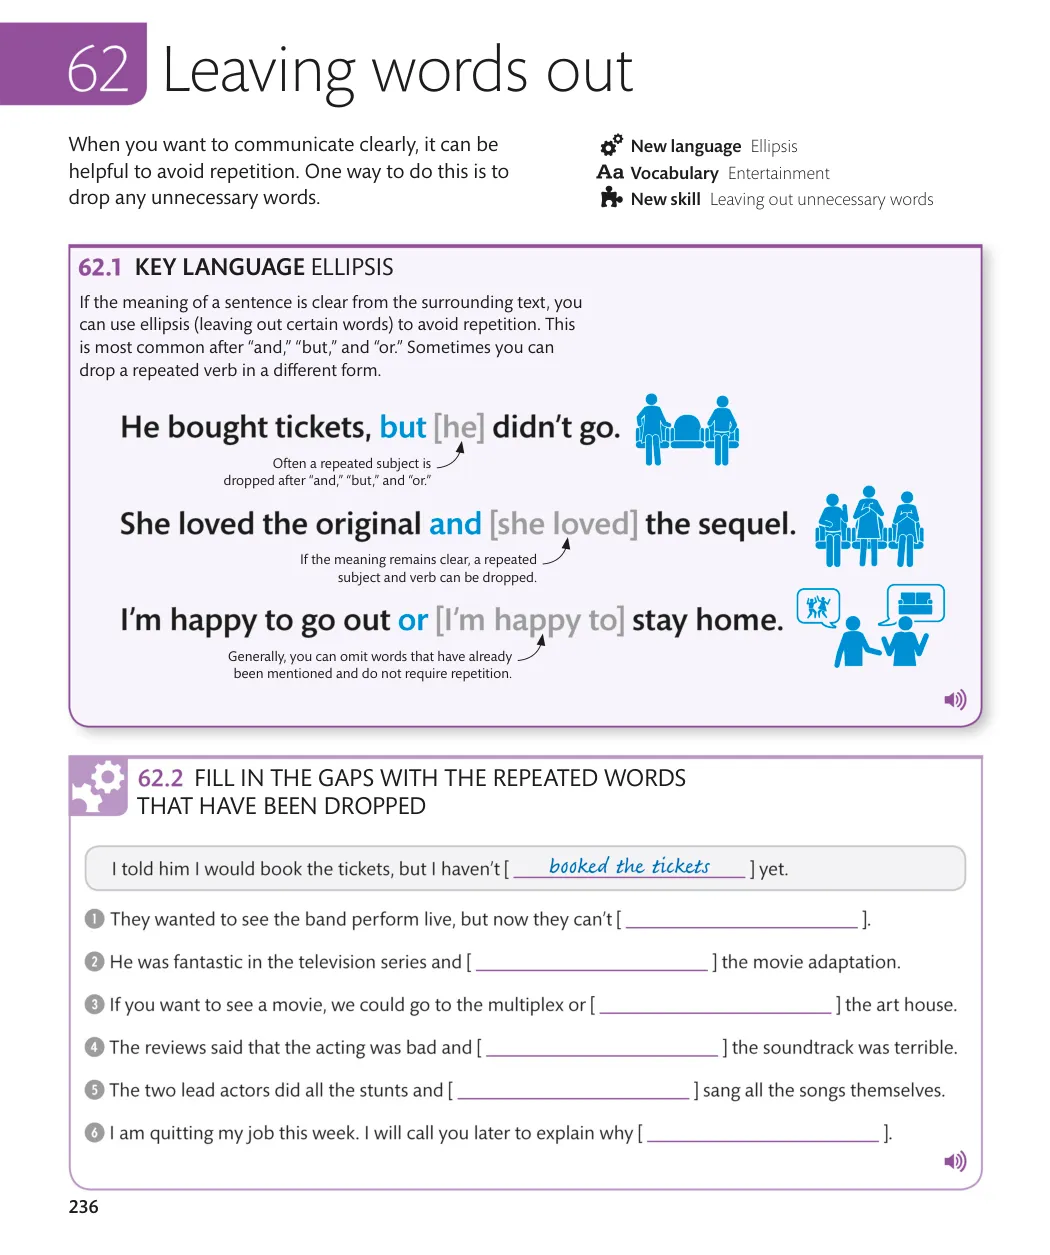 62 Leaving words out
When you want to communicate clearly, it can be
helpful to avoid repetition. One way to do this is to
drop any unnecessary words.
New language Ellipsis
Aa Vocabulary Entertainment
New skill Leaving out unnecessary words
62.1 KEY LANGUAGE ELLIPSIS
If the meaning of a sentence is clear from the surrounding text, you
can use ellipsis (leaving out certain words) to avoid repetition. This
is most common after “and,” “but,” and “or.” Sometimes you can
drop a repeated verb in a different form.
He bought tickets, but [he] didn’t go.
Often a repeated subject is
dropped after “and,” “but,” and “or.”
She loved the original and [she loved] the sequel.
If the meaning remains clear, a repeated
subject and verb can be dropped.
I’m happy to go out or [I’m happy to] stay home.
Generally, you can omit words that have already
been mentioned and do not require repetition.
62.2 FILL IN THE GAPS WITH THE REPEATED WORDS
THAT HAVE BEEN DROPPED
I told him I would book the tickets, but I haven’t [ booked the tickets ] yet.
1 They wanted to see the band perform live, but now they can’t [ ].
2 He was fantastic in the television series and [ ] the movie adaptation.
3 If you want to see a movie, we could go to the multiplex or [ ] the art house.
4 The reviews said that the acting was bad and [ ] the soundtrack was terrible.
5 The two lead actors did all the stunts and [ ] sang all the songs themselves.
6 I am quitting my job this week. I will call you later to explain why [ ].
236